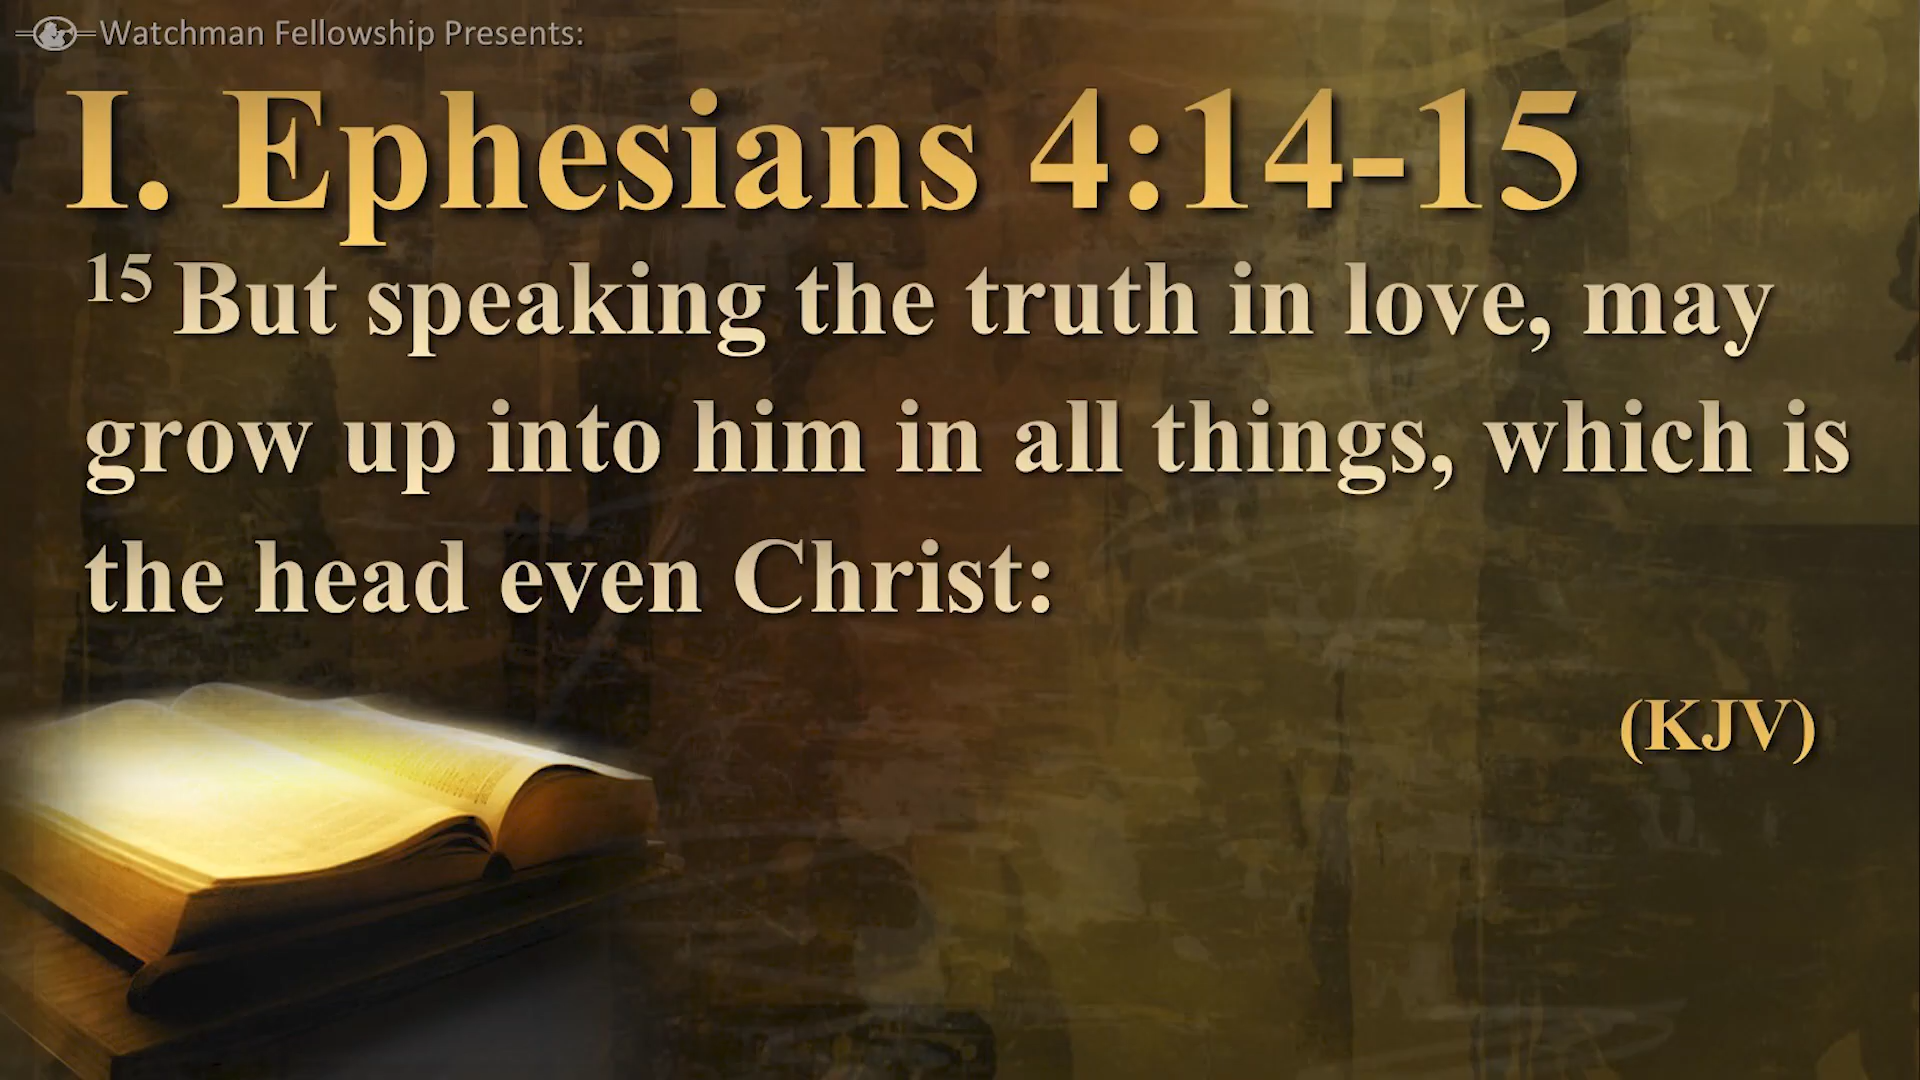 Watchman Fellowship Presents:
I. Ephesians 4:14-15
15 But speaking the truth in love, may
grow up into him in all things, which is
the head even Christ:
(KJV)